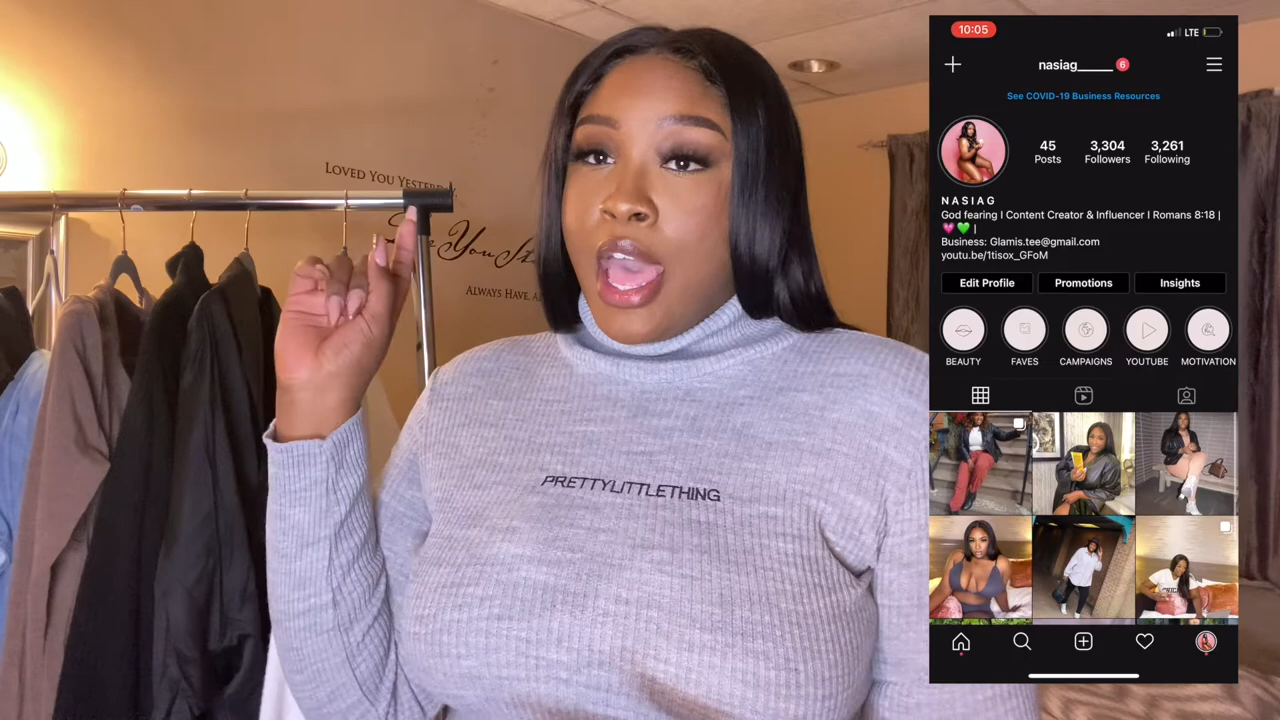 LOVED YOU YESTERDAY,
You St
ALWAYS HAVE, A
PRETTYLITTLETHING
10:05
LTE
nasiag_____ 6
See COVID-19 Business Resources
45 3,304 3,261
Posts Followers Following
N A S I A G
God fearing I Content Creator & Influencer I Romans 8:18 |
|
Business: Glamis.tee@gmail.com
youtu.be/1tisox_GFoM
Edit Profile Promotions Insights
BEAUTY FAVES CAMPAIGNS YOUTUBE MOTIVATION